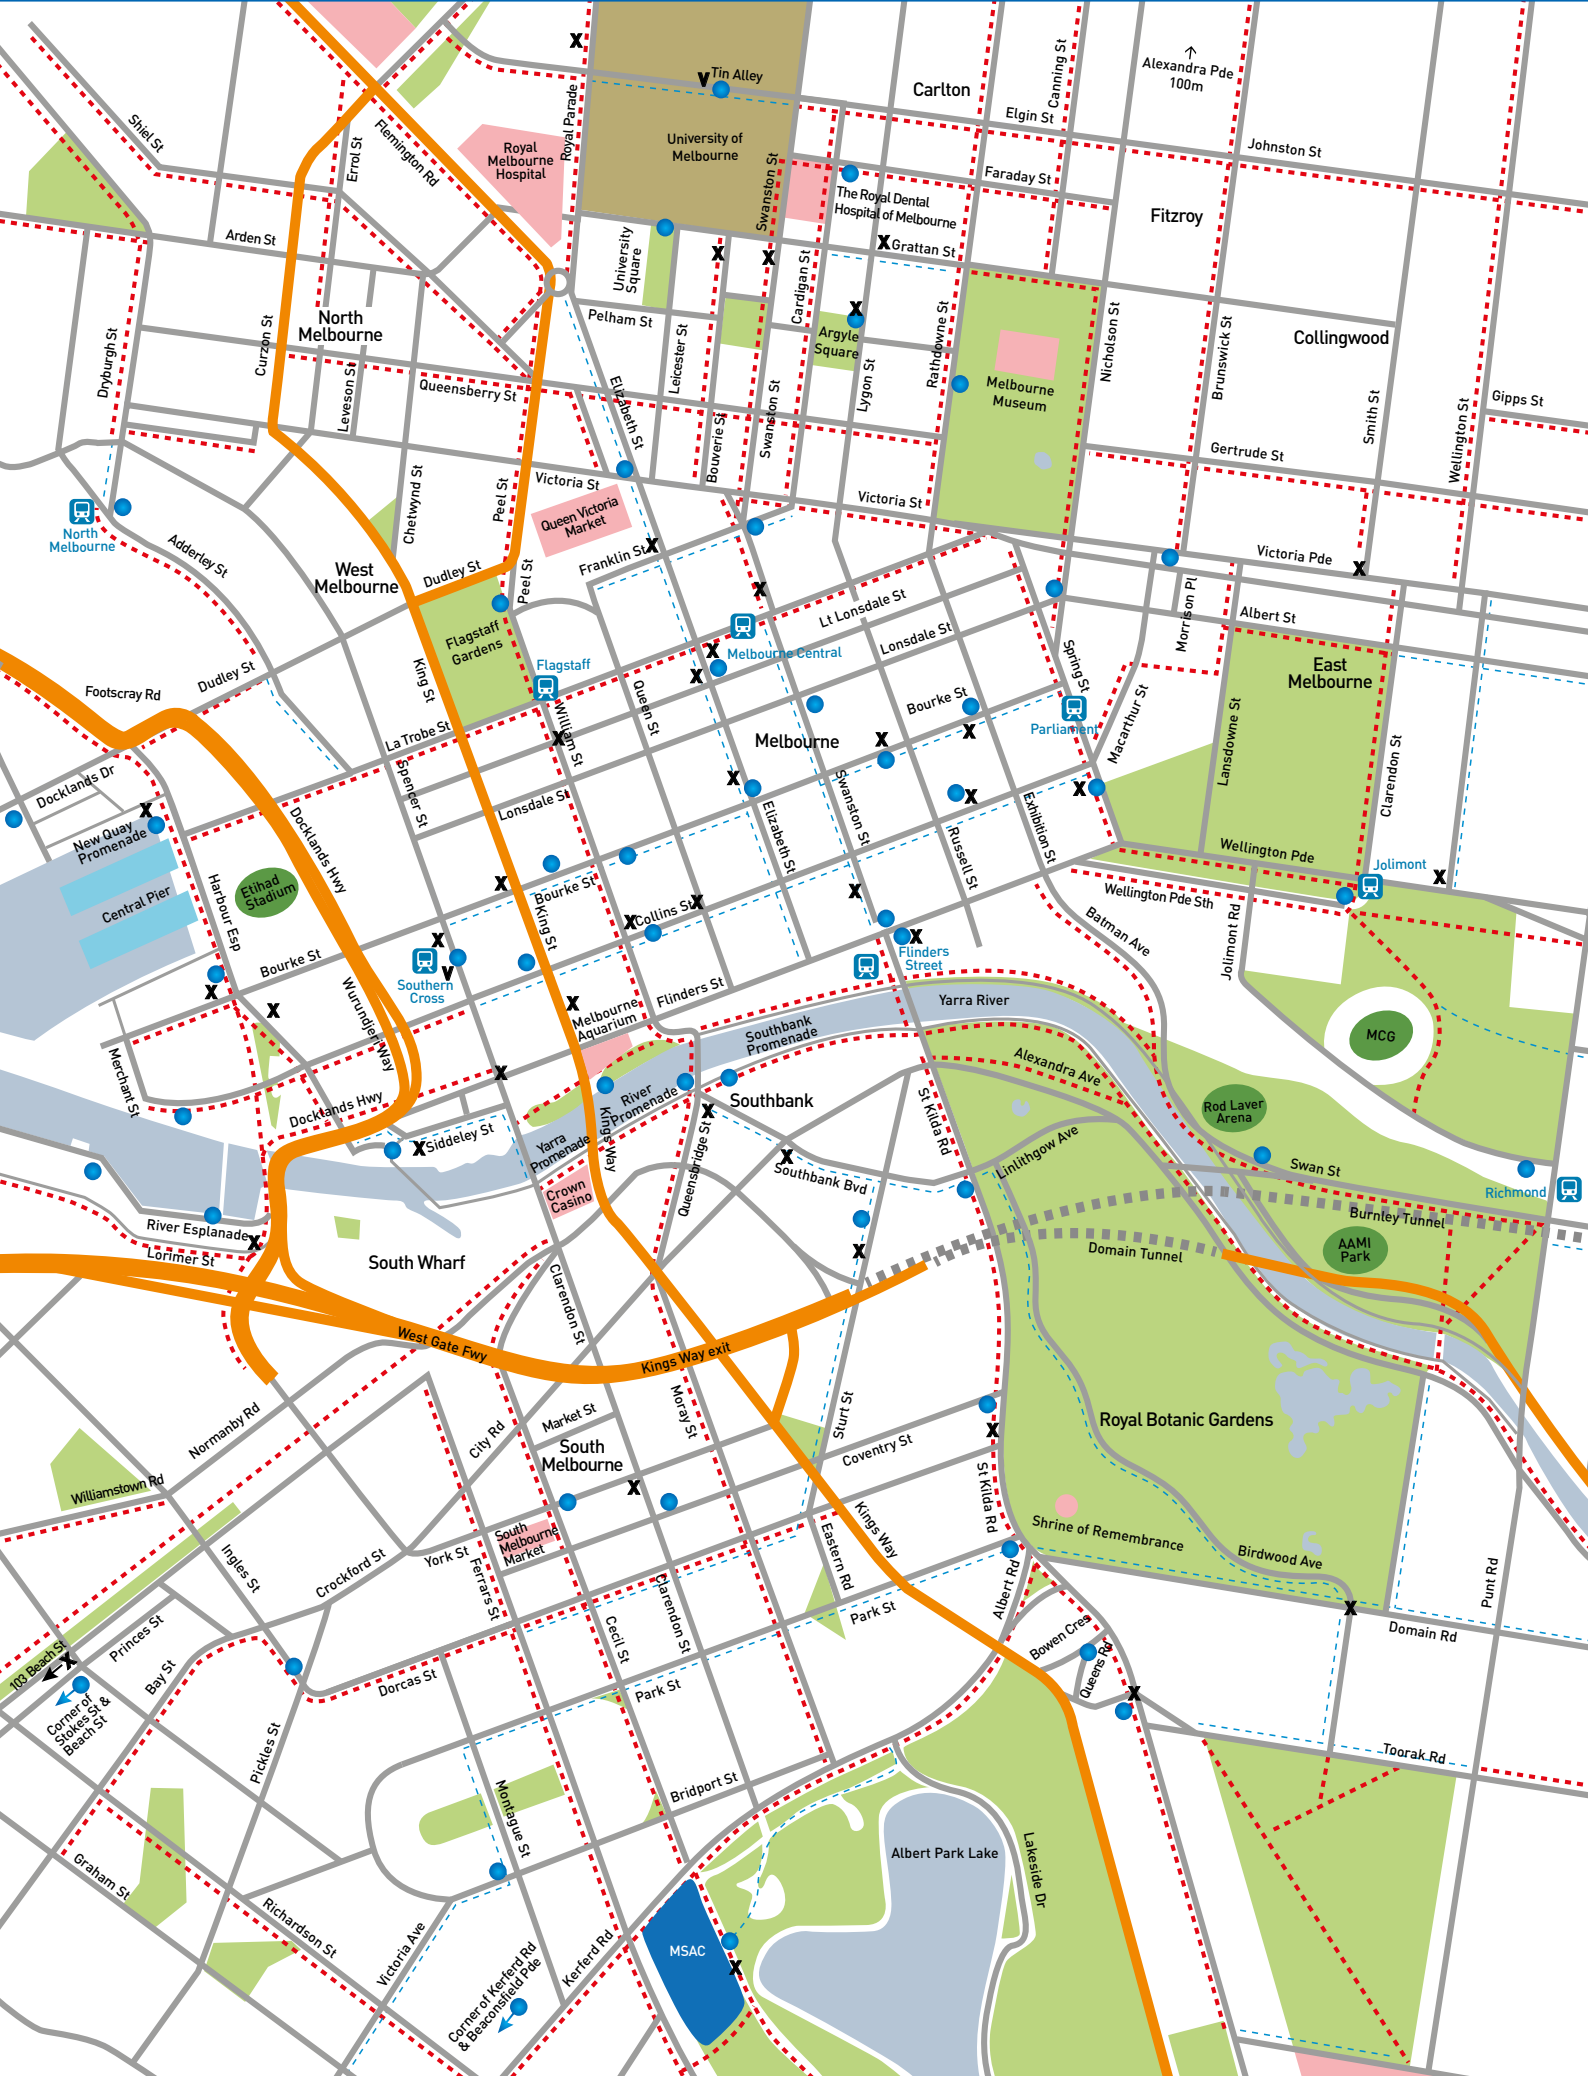 Tin Alley
Carlton
Canning St
Alexandra Pde
100m
Elgin St
Johnston St
Shiel St
Errol St
Flemington Rd
Royal
Melbourne
Hospital
Royal Parade
University of
Melbourne
Swanston St
Faraday St
The Royal Dental
Hospital of Melbourne
Fitzroy
Arden St
University
Square
Grattan St
Cardigan St
North
Melbourne
Curzon St
Dryburgh St
Pelham St
Leicester St
Argyle
Square
Rathdowne St
Nicholson St
Collingwood
Brunswick St
Melbourne
Museum
Leveson St
Queensberry St
Elizabeth St
Bouverie St
Swanston St
Lygon St
Smith St
Gipps St
Wellington St
Gertrude St
Victoria St
Victoria St
Chetwynd St
Peel St
Queen Victoria
Market
North
Melbourne
Adderley St
Franklin St
Victoria Pde
West
Melbourne
Dudley St
Peel St
Lt Lonsdale St
Morrison Pl
Albert St
Flagstaff
Gardens
Lonsdale St
Melbourne Central
Flagstaff
Spring St
East
Melbourne
Footscray Rd
Dudley St
King St
Queen St
Bourke St
Parliament
Macarthur St
Lansdowne St
Clarendon St
La Trobe St
William St
Melbourne
Docklands Dr
Spencer St
Lonsdale St
Elizabeth St
Swanston St
Exhibition St
Russell St
New Quay
Promenade
Docklands Hwy
Wellington Pde
Jolimont
Central Pier
Harbour Esp
Etihad
Stadium
Bourke St
Collins St
King St
Wellington Pde Sth
Batman Ave
Jolimont Rd
Bourke St
Southern
Cross
Flinders
Street
Wurundjeri Way
Melbourne
Aquarium
Flinders St
Yarra River
Southbank
Promenade
MCG
Merchant St
Docklands Hwy
Siddeley St
River
Promenade
Yarra
Promenade
Kings Way
Southbank
Alexandra Ave
St Kilda Rd
Rod Laver
Arena
Linlithgow Ave
Swan St
Richmond
Crown
Casino
Queensbridge St
Southbank Bvd
Burnley Tunnel
AAMI
Park
Domain Tunnel
River Esplanade
Lorimer St
South Wharf
Clarendon St
West Gate Fwy
Kings Way exit
Moray St
Sturt St
Royal Botanic Gardens
Normanby Rd
City Rd
Market St
South
Melbourne
Coventry St
St Kilda Rd
Williamstown Rd
Kings Way
Shrine of Remembrance
Birdwood Ave
South
Melbourne
Market
York St
Crockford St
Ingles St
Ferrars St
Eastern Rd
Albert Rd
Punt Rd
Cecil St
Clarendon St
Park St
Domain Rd
Bowen Cres
Queens Rd
103 Beach St
Princes St
Bay St
Dorcas St
Park St
Corner of
Stokes St &
Beach St
Pickles St
Toorak Rd
Montague St
Bridport St
Albert Park Lake
Lakeside Dr
Graham St
Richardson St
Victoria Ave
Kerferd Rd
Corner of Kerferd Rd
& Beaconsfield Pde
MSAC